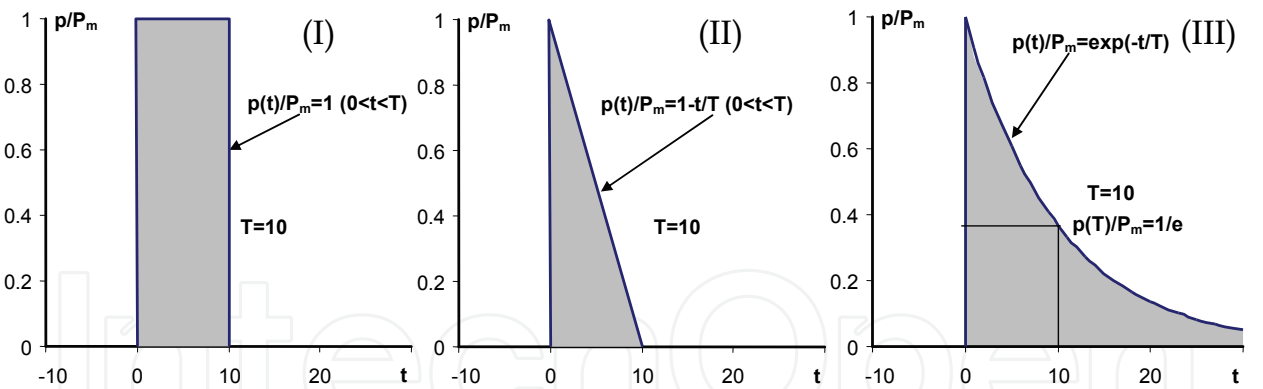 p/Pm
(I)
1
0.8
0.6
0.4
0.2
0
-10
0
10
20
t
p(t)/Pm=1 (0<t<T)
T=10
p/Pm
(II)
1
0.8
0.6
0.4
0.2
0
-10
0
10
20
t
p(t)/Pm=1-t/T (0<t<T)
T=10
p/Pm
p(t)/Pm=exp(-t/T) (III)
1
0.8
0.6
0.4
0.2
0
-10
0
10
20
t
T=10
p(T)/Pm=1/e
IntechOpen